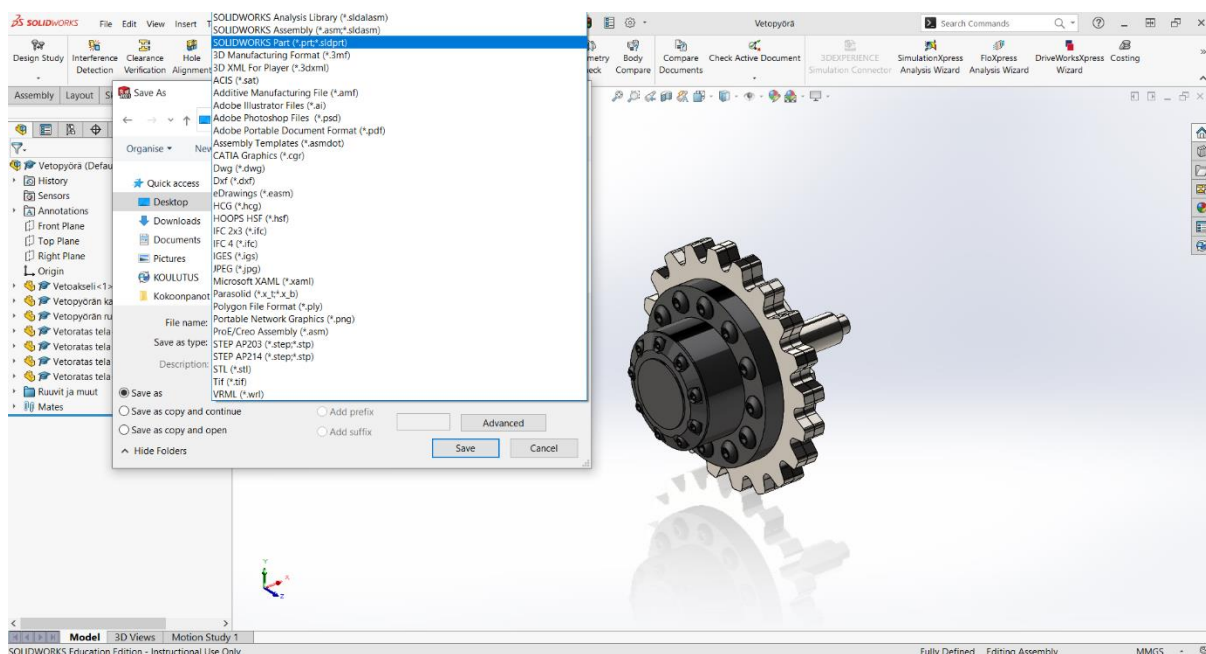 SOLIDWORKS File Edit View Insert
Vetopyörä
Search Commands
Design Study
Interference Detection
Clearance Verification
Hole Alignment
Body Compare
Compare Documents
Check Active Document
3DEXPERIENCE Simulation Connector
SimulationXpress Analysis Wizard
FloXpress Analysis Wizard
DriveWorksXpress Wizard
Costing
Assembly Layout
Save As
Organise
Quick access
Desktop
Downloads
Documents
Pictures
KOULUTUS
Kokoonpanot
File name:
Save as type:
Description:
SOLIDWORKS Analysis Library (*.sldalasm)
SOLIDWORKS Assembly (*.asm;*.sldasm)
SOLIDWORKS Part (*.prt;*.sldprt)
3D Manufacturing Format (*.3mf)
3D XML For Player (*.3dxml)
ACIS (*.sat)
Additive Manufacturing File (*.amf)
Adobe Illustrator Files (*.ai)
Adobe Photoshop Files (*.psd)
Adobe Portable Document Format (*.pdf)
Assembly Templates (*.asmdot)
CATIA Graphics (*.cgr)
Dwg (*.dwg)
Dxf (*.dxf)
eDrawings (*.easm)
HCG (*.hcg)
HOOPS HSF (*.hsf)
IFC 2x3 (*.ifc)
IFC 4 (*.ifc)
IGES (*.igs)
JPEG (*.jpg)
Microsoft XAML (*.xaml)
Parasolid (*.x_t;*.x_b)
Polygon File Format (*.ply)
Portable Network Graphics (*.png)
ProE/Creo Assembly (*.asm)
STEP AP203 (*.step;*.stp)
STEP AP214 (*.step;*.stp)
STL (*.stl)
Tif (*.tif)
VRML (*.wrl)
Save as
Save as copy and continue
Save as copy and open
Add prefix
Add suffix
Advanced
Hide Folders
Save
Cancel
Vetopyörä (Defau
History
Sensors
Annotations
Front Plane
Top Plane
Right Plane
Origin
Vetoakseli<1>
Vetopyörän ka
Vetopyörän ru
Vetoratas tela
Vetoratas tela
Vetoratas tela
Ruuvit ja muut
Mates
Y
X
Z
Model 3D Views Motion Study 1
SOLIDWORKS Education Edition - Instructional Use Only
Fully Defined Editing Assembly MMGS